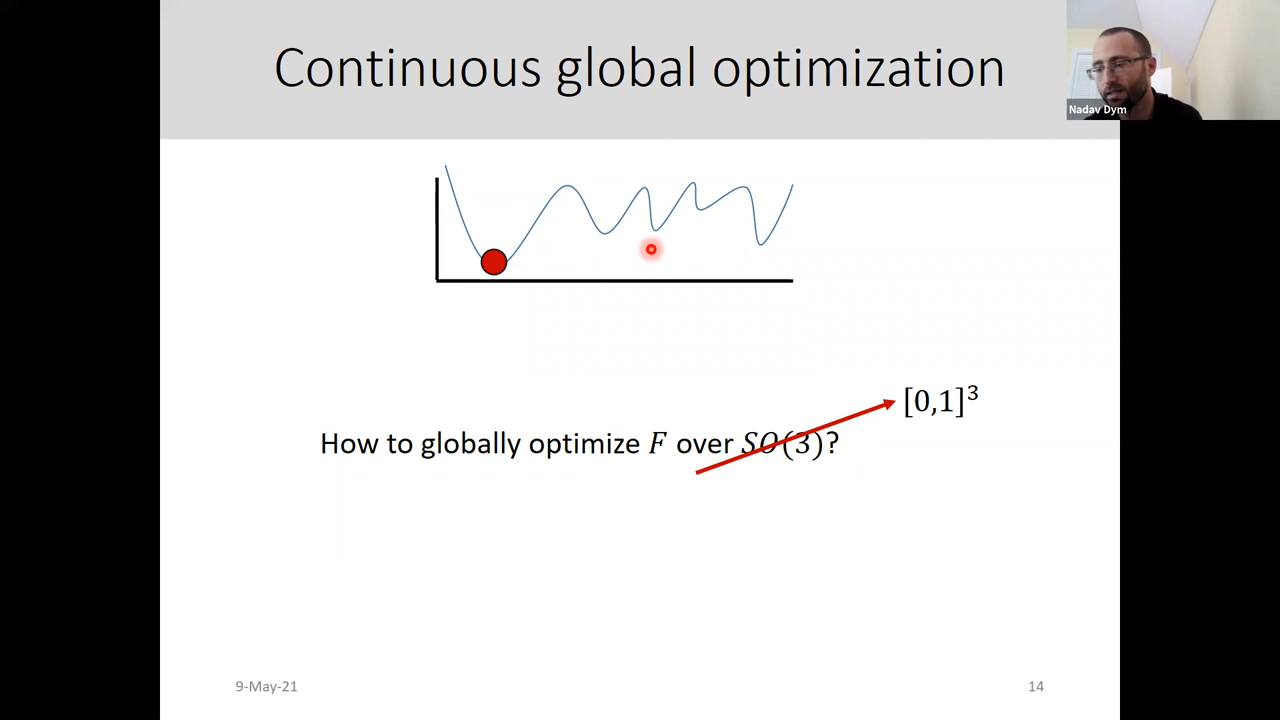 Continuous global optimization
Nadav Dym
[0,1]³
How to globally optimize F over SO(3)?
9-May-21
14